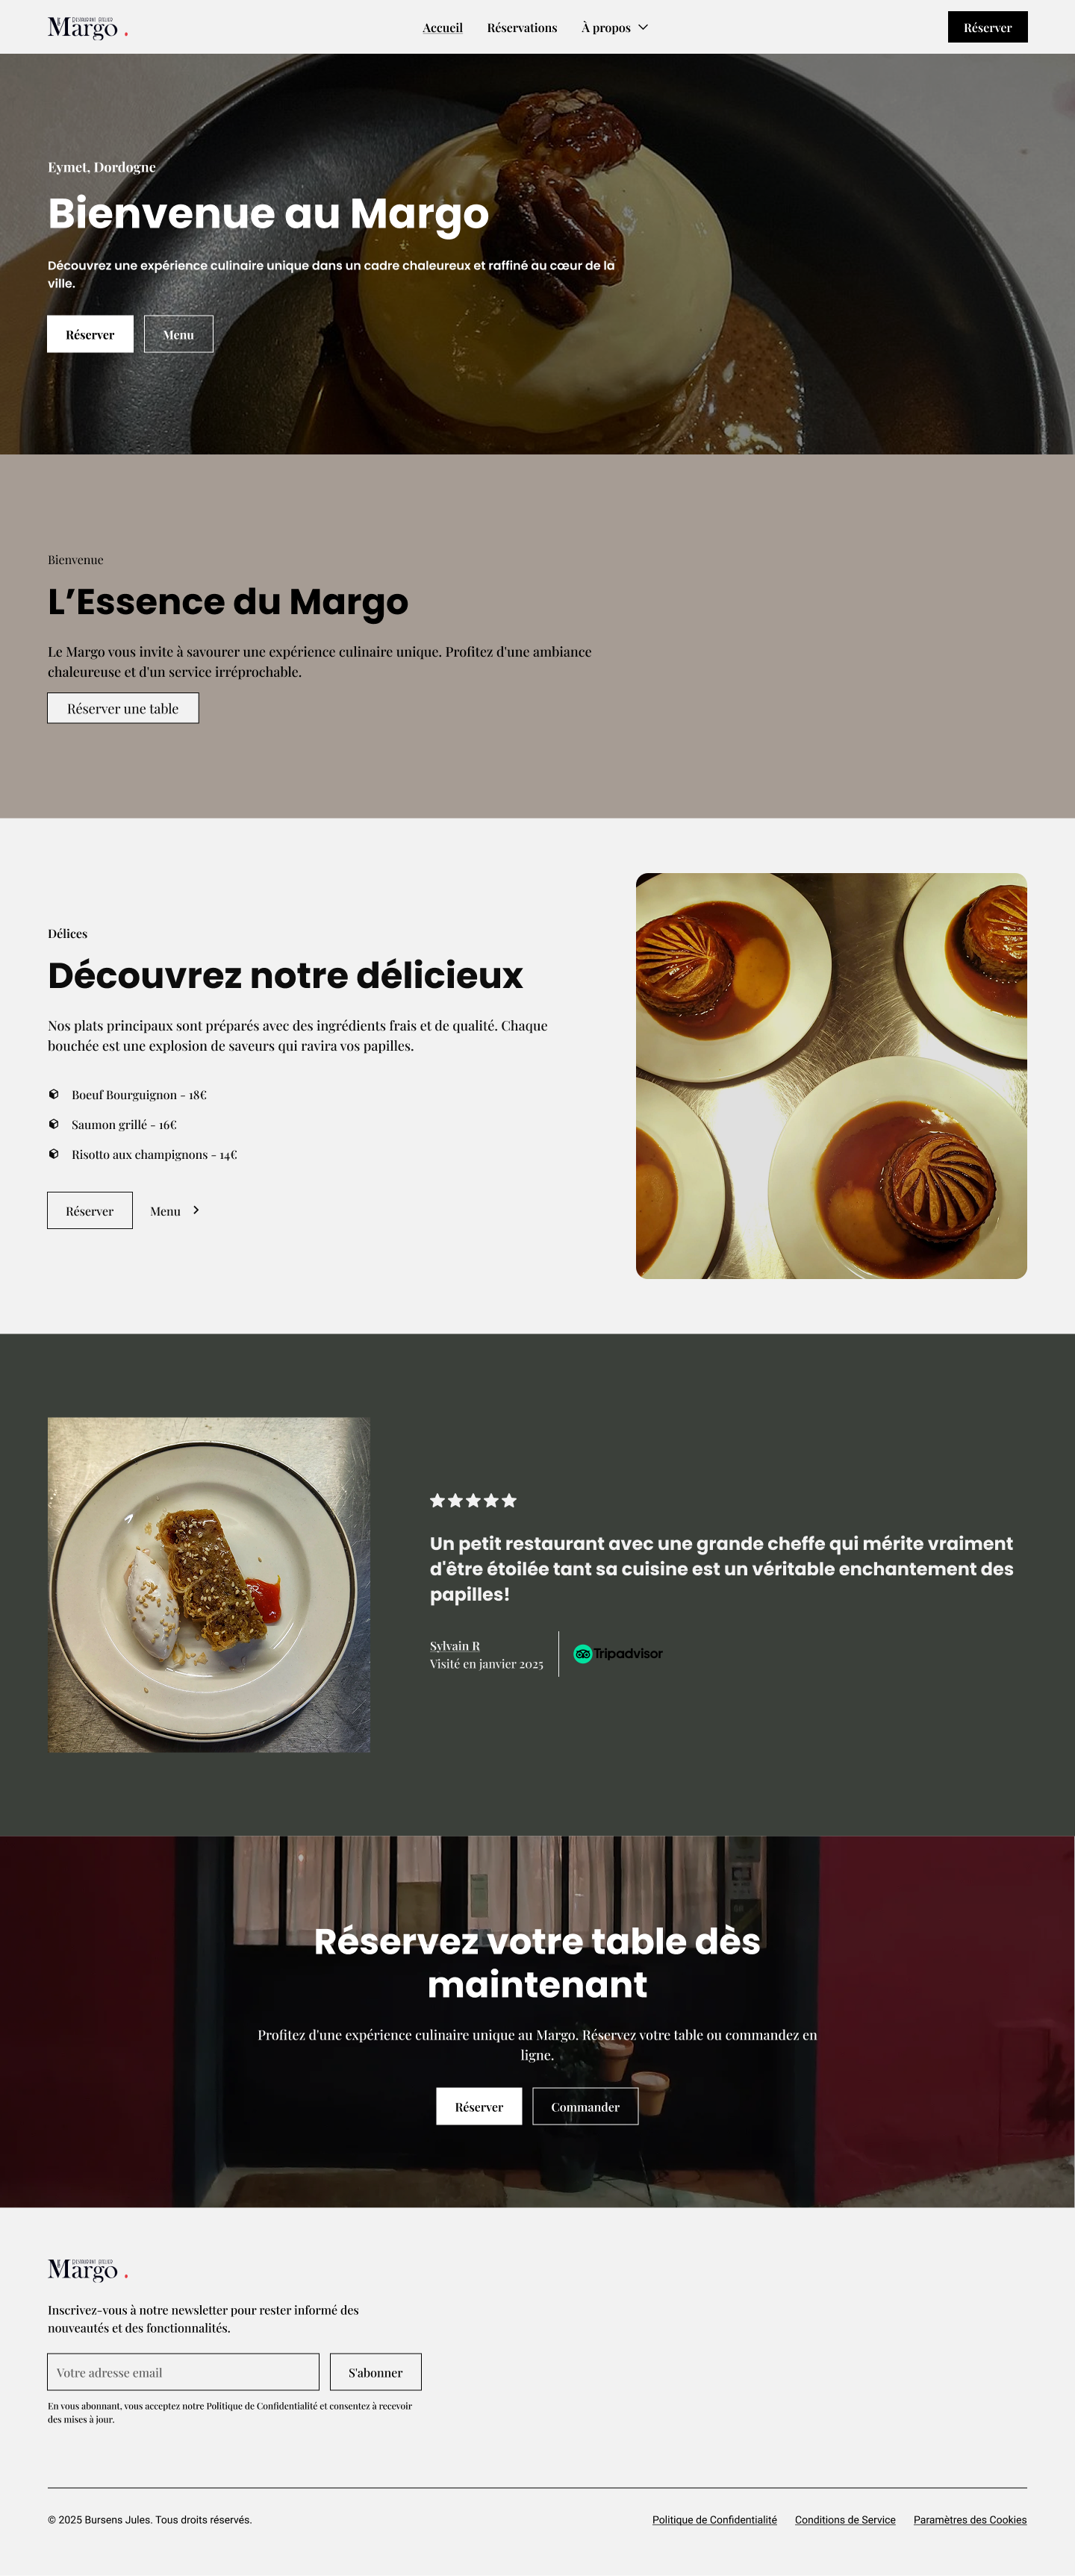 RESTAURANT ATELIER
Margo .
Accueil
Réservations
À propos
Réserver
Eymet, Dordogne
Bienvenue au Margo
Découvrez une expérience culinaire unique dans un cadre chaleureux et raffiné au cœur de la
ville.
Réserver
Menu
Bienvenue
L’Essence du Margo
Le Margo vous invite à savourer une expérience culinaire unique. Profitez d'une ambiance
chaleureuse et d'un service irréprochable.
Réserver une table
Délices
Découvrez notre délicieux
Nos plats principaux sont préparés avec des ingrédients frais et de qualité. Chaque
bouchée est une explosion de saveurs qui ravira vos papilles.
Boeuf Bourguignon - 18€
Saumon grillé - 16€
Risotto aux champignons - 14€
Réserver
Menu
Un petit restaurant avec une grande cheffe qui mérite vraiment
d'être étoilée tant sa cuisine est un véritable enchantement des
papilles!
Sylvain R
Visité en janvier 2025
Tripadvisor
Réservez votre table dès
maintenant
Profitez d'une expérience culinaire unique au Margo. Réservez votre table ou commandez en
ligne.
Réserver
Commander
RESTAURANT ATELIER
Margo .
Inscrivez-vous à notre newsletter pour rester informé des
nouveautés et des fonctionnalités.
Votre adresse email
S'abonner
En vous abonnant, vous acceptez notre Politique de Confidentialité et consentez à recevoir
des mises à jour.
© 2025 Bursens Jules. Tous droits réservés.
Politique de Confidentialité
Conditions de Service
Paramètres des Cookies